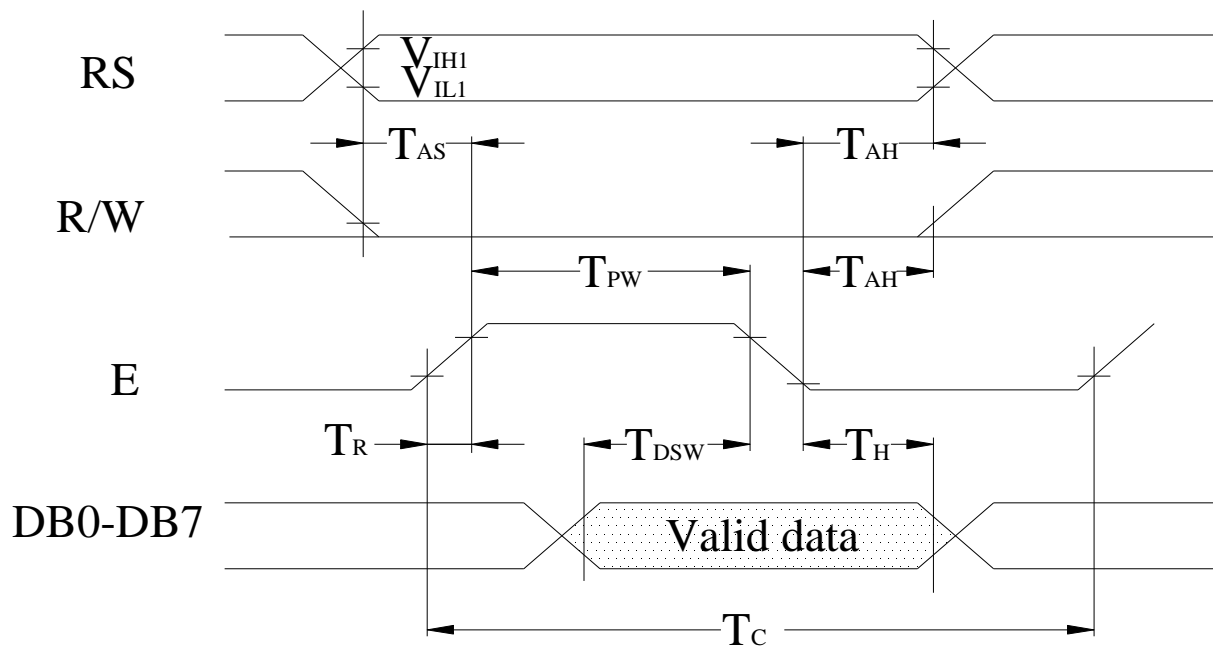 RS
VIH1
VIL1
TAS
TAH
R/W
TPW
TAH
E
TR
TDSW
TH
DB0-DB7
Valid data
TC